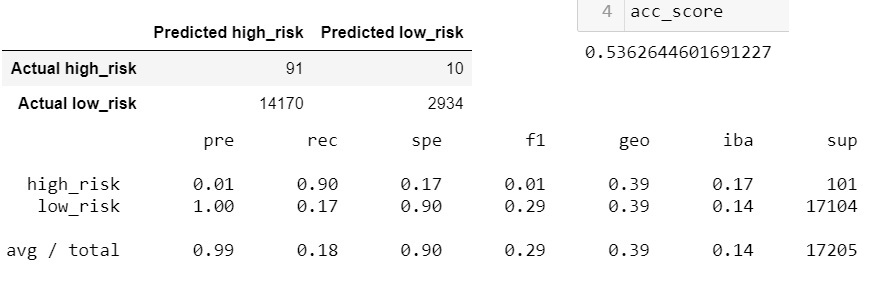 4 acc_score
0.5362644601691227
Predicted high_risk Predicted low_risk
Actual high_risk 91 10
Actual low_risk 14170 2934
pre rec spe f1 geo iba sup
high_risk 0.01 0.90 0.17 0.01 0.39 0.17 101
low_risk 1.00 0.17 0.90 0.29 0.39 0.14 17104
avg / total 0.99 0.18 0.90 0.29 0.39 0.14 17205